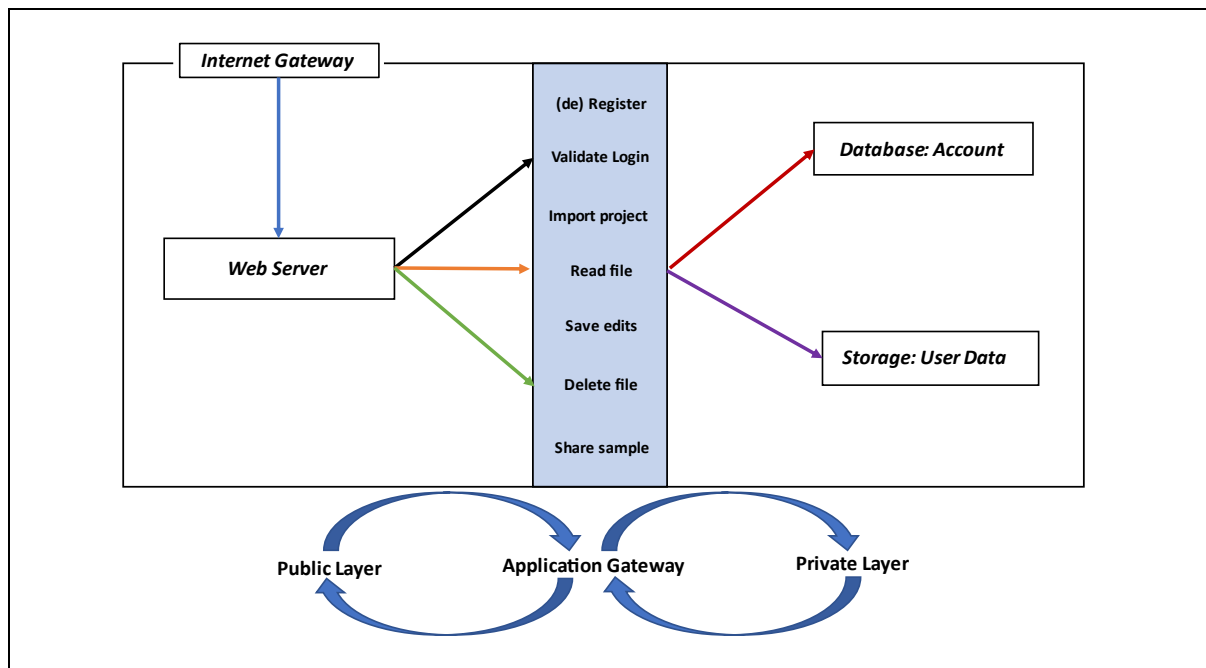 Internet Gateway
(de) Register
Validate Login
Database: Account
Import project
Web Server
Read file
Save edits
Storage: User Data
Delete file
Share sample
Public Layer
Application Gateway
Private Layer